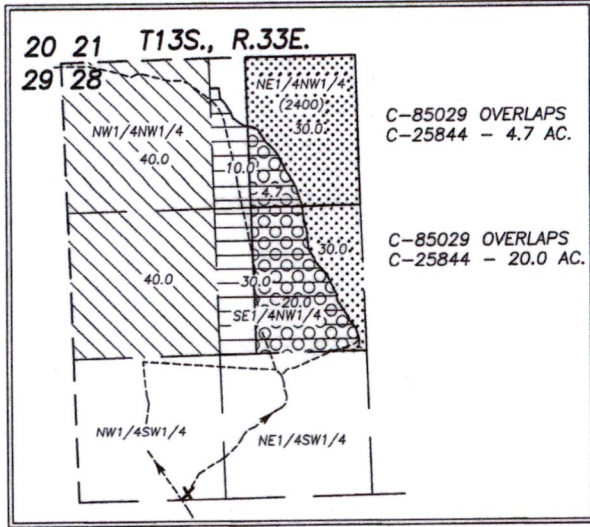 20 21 T13S., R.33E.
29 28
NE1/4NW1/4
(2400)
30.0
C-85029 OVERLAPS
C-25844 - 4.7 AC.
NW1/4NW1/4
40.0
10.0
4.7
30.0
C-85029 OVERLAPS
C-25844 - 20.0 AC.
40.0
30.0
20.0
SE1/4NW1/4
NW1/4SW1/4
NE1/4SW1/4
X